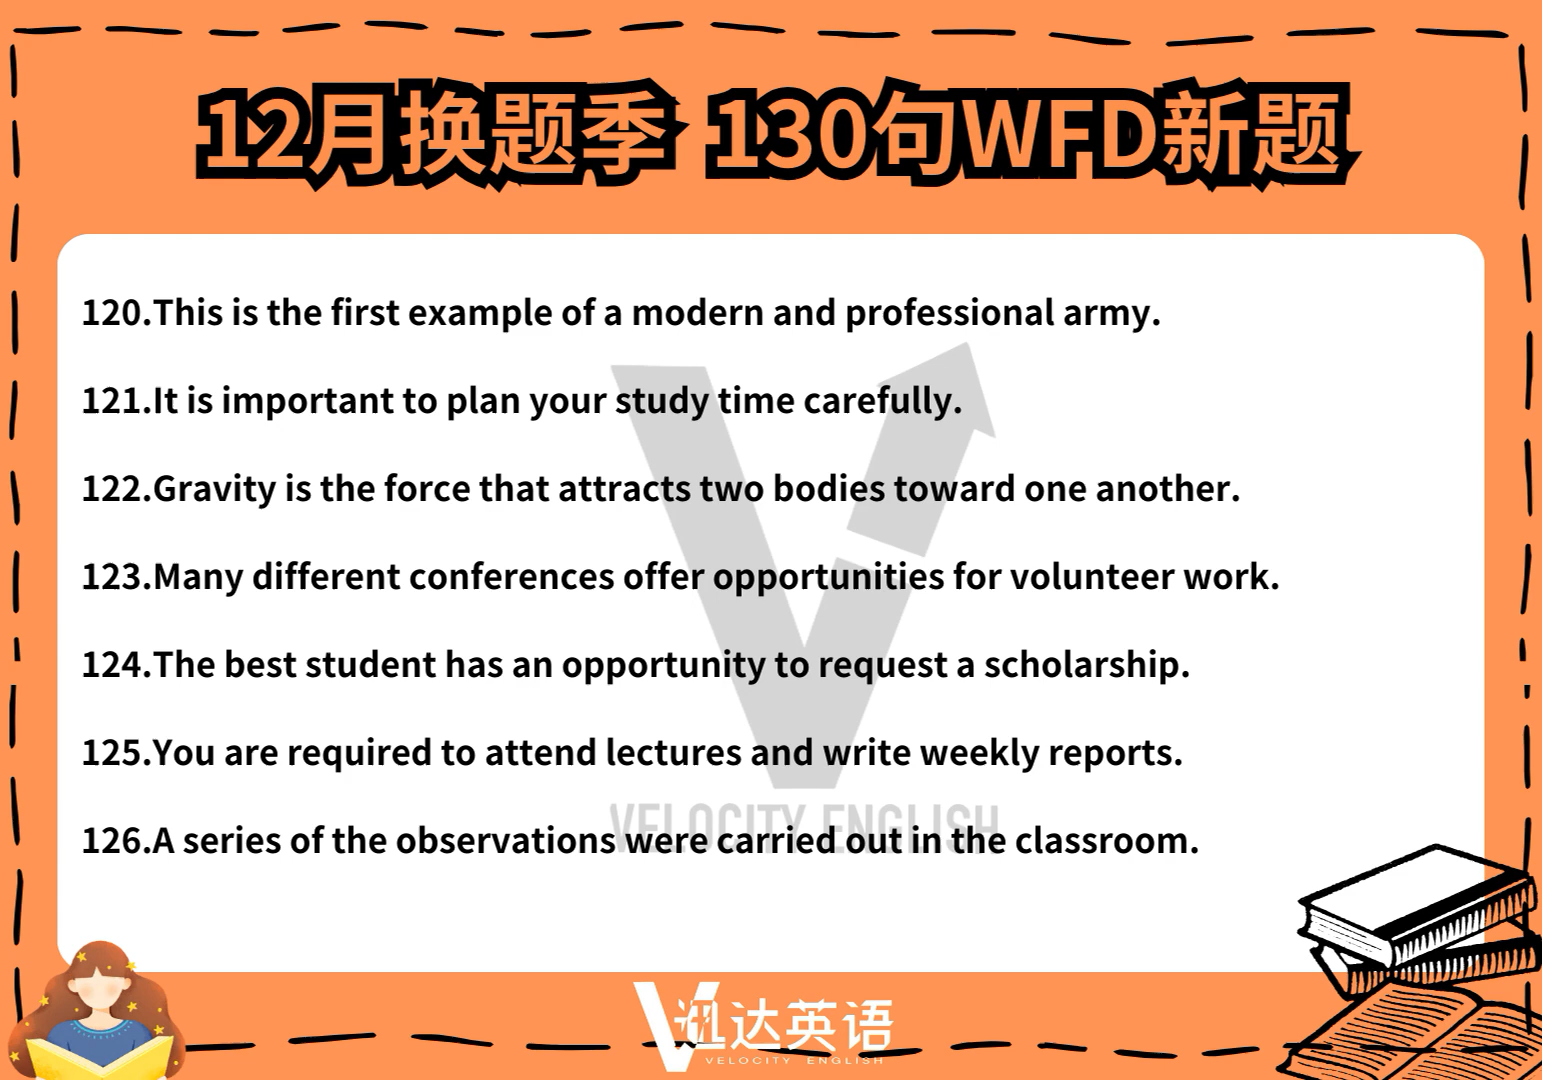 12月换题季 130句WFD新题
120.This is the first example of a modern and professional army.
121.It is important to plan your study time carefully.
122.Gravity is the force that attracts two bodies toward one another.
123.Many different conferences offer opportunities for volunteer work.
124.The best student has an opportunity to request a scholarship.
125.You are required to attend lectures and write weekly reports.
VELOCITY ENGLISH
126.A series of the observations were carried out in the classroom.
迅达英语
VELOCITY ENGLISH